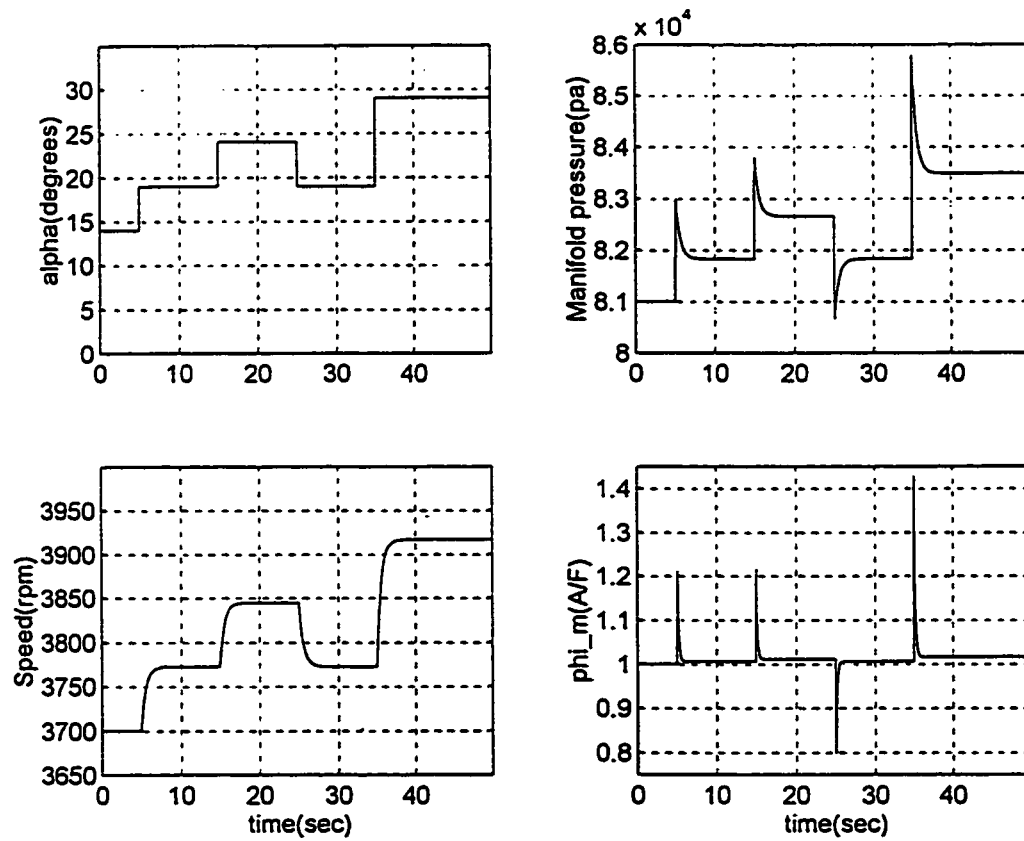 alpha(degrees)
30
25
20
15
10
5
0
0 10 20 30 40
x 10^4
Manifold pressure(pa)
8.6
8.5
8.4
8.3
8.2
8.1
8
0 10 20 30 40
Speed(rpm)
3950
3900
3850
3800
3750
3700
3650
0 10 20 30 40
time(sec)
phi_m(A/F)
1.4
1.3
1.2
1.1
1
0.9
0.8
0 10 20 30 40
time(sec)